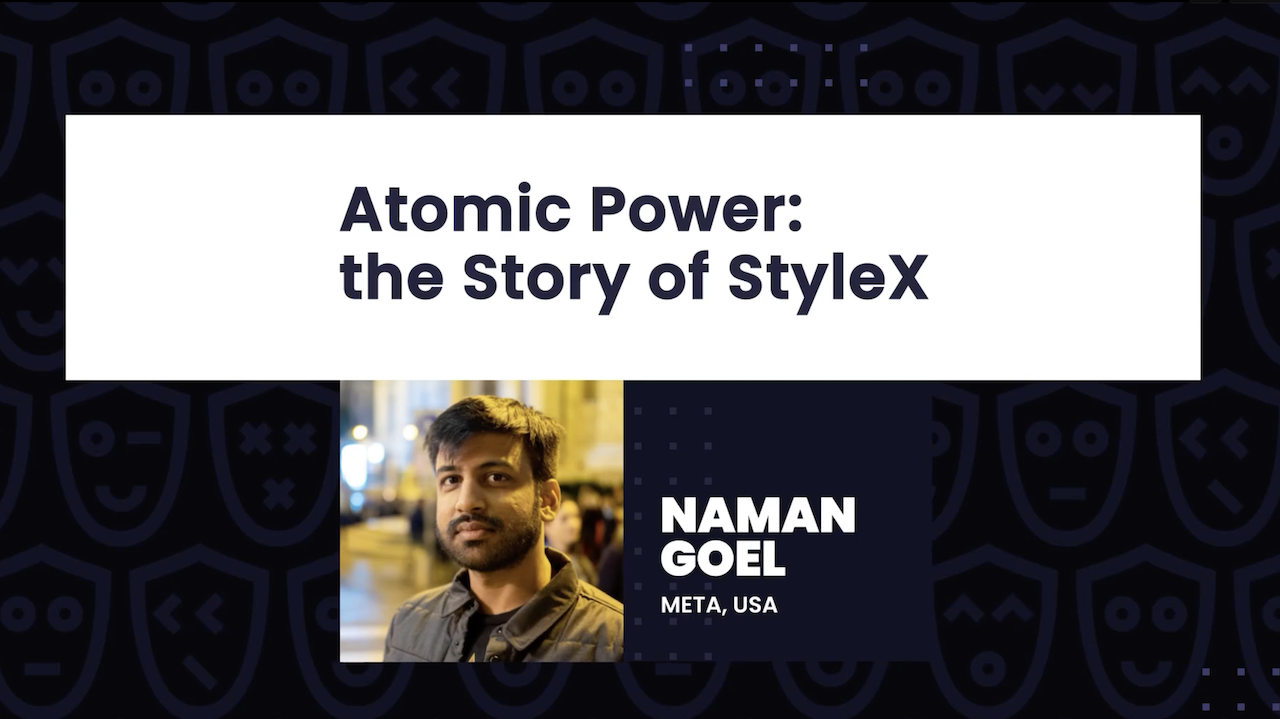 Atomic Power:
the Story of StyleX
NAMAN
GOEL
META, USA